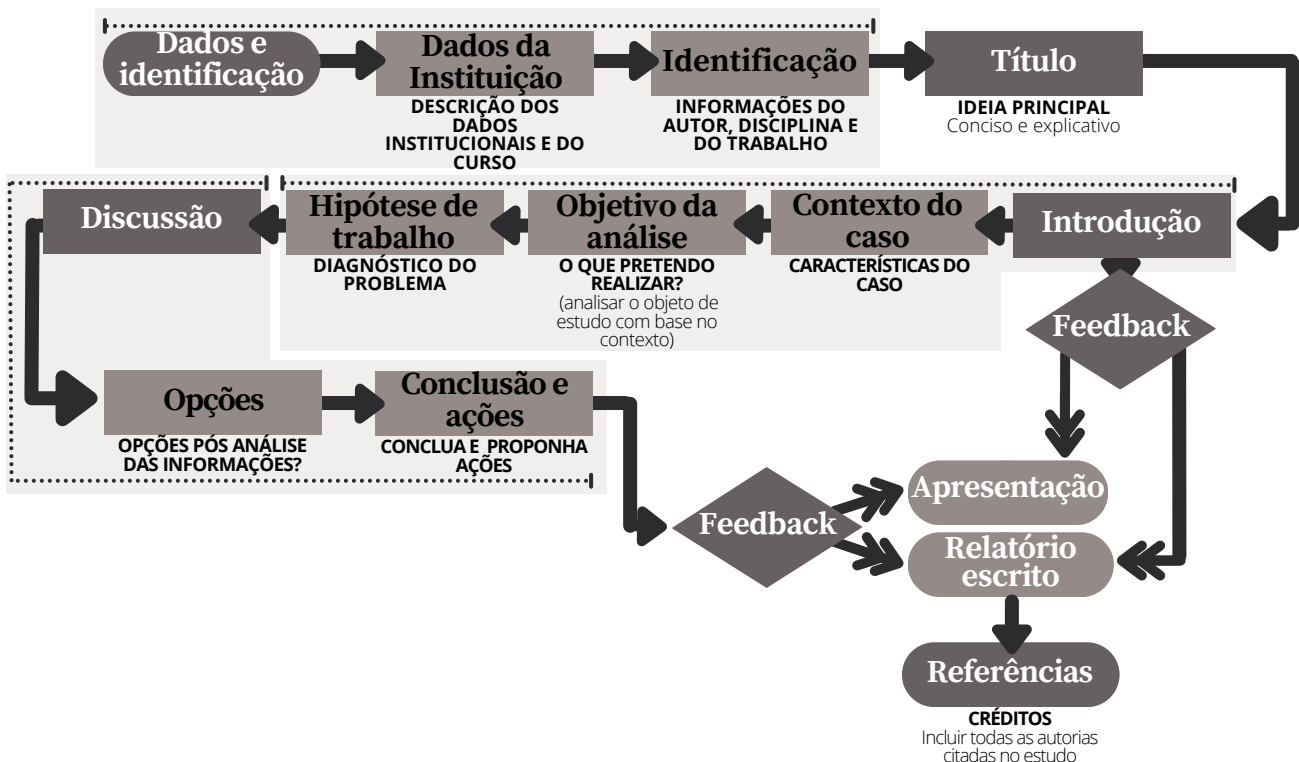 Dados e
identificação
Dados da
Instituição
DESCRIÇÃO DOS
DADOS
INSTITUCIONAIS E DO
CURSO
Identificação
INFORMAÇÕES DO
AUTOR, DISCIPLINA E
DO TRABALHO
Título
IDEIA PRINCIPAL
Conciso e explicativo
Introdução
Contexto do
caso
CARACTERÍSTICAS DO
CASO
Objetivo da
análise
O QUE PRETENDO
REALIZAR?
(analisar o objeto de
estudo com base no
contexto)
Hipótese de
trabalho
DIAGNÓSTICO DO
PROBLEMA
Discussão
Feedback
Opções
OPÇÕES PÓS ANÁLISE
DAS INFORMAÇÕES?
Conclusão e
ações
CONCLUA E PROPONHA
AÇÕES
Feedback
Apresentação
Relatório
escrito
Referências
CRÉDITOS
Incluir todas as autorias
citadas no estudo